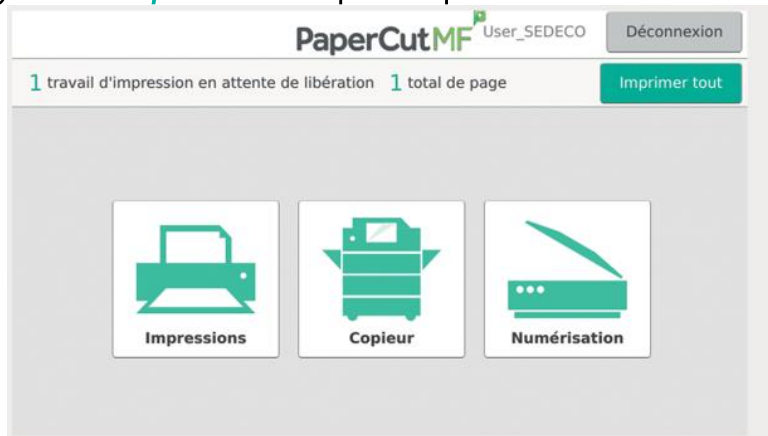 PaperCutMF User_SEDECO Déconnexion
1 travail d'impression en attente de libération 1 total de page Imprimer tout
Impressions Copieur Numérisation